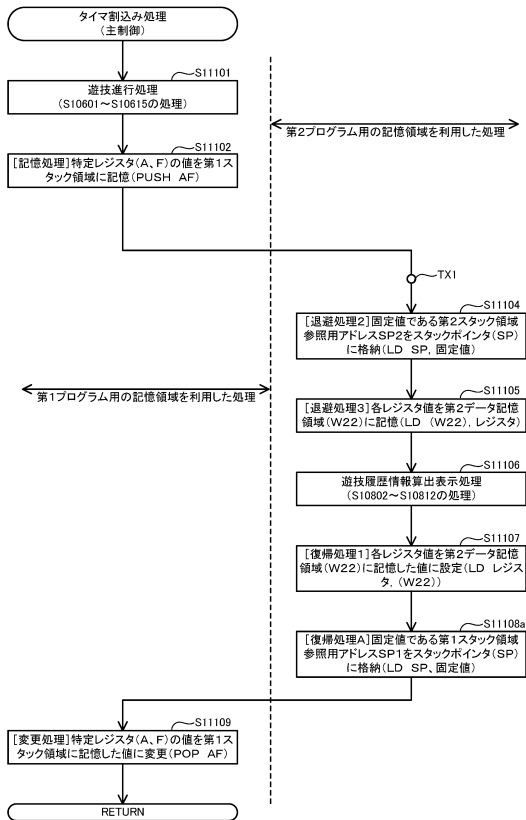 タイマ割込み処理
(主制御)
S11101
遊技進行処理
(S10601～S10615の処理)
第2プログラム用の記憶領域を利用した処理
S11102
[記憶処理]特定レジスタ(A、F)の値を第1ス
タック領域に記憶(PUSH AF)
TX1
S11104
[退避処理2]固定値である第2スタック領域
参照用アドレスSP2をスタックポインタ(SP)
に格納(LD SP, 固定値)
第1プログラム用の記憶領域を利用した処理
S11105
[退避処理3]各レジスタ値を第2データ記憶
領域(W22)に記憶(LD (W22), レジスタ)
S11106
遊技履歴情報算出表示処理
(S10802～S10812の処理)
S11107
[復帰処理1]各レジスタ値を第2データ記憶
領域(W22)に記憶した値に設定(LD レジス
タ, (W22))
S11108a
[復帰処理A]固定値である第1スタック領域
参照用アドレスSP1をスタックポインタ(SP)
に格納(LD SP、固定値)
S11109
[変更処理]特定レジスタ(A、F)の値を第1ス
タック領域に記憶した値に変更(POP AF)
RETURN